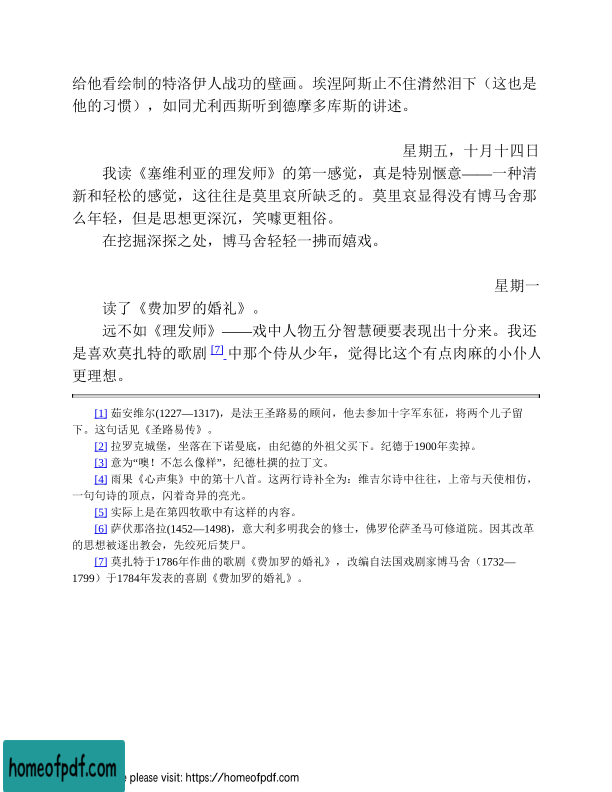 给他看绘制的特洛伊人战功的壁画。埃涅阿斯止不住潸然泪下（这也是
他的习惯），如同尤利西斯听到德摩多库斯的讲述。
星期五，十月十四日
我读《塞维利亚的理发师》的第一感觉，真是特别惬意——一种清
新和轻松的感觉，这往往是莫里哀所缺乏的。莫里哀显得没有博马舍那
么年轻，但是思想更深沉，笑噱更粗俗。
在挖掘深探之处，博马舍轻轻一拂而嬉戏。
星期一
读了《费加罗的婚礼》。
远不如《理发师》——戏中人物五分智慧硬要表现出十分来。我还
是喜欢莫扎特的歌剧 [7] 中那个侍从少年，觉得比这个有点肉麻的小仆人
更理想。
[1] 茹安维尔(1227—1317)，是法王圣路易的顾问，他去参加十字军东征，将两个儿子留
下。这句话见《圣路易传》。
[2] 拉罗克城堡，坐落在下诺曼底，由纪德的外祖父买下。纪德于1900年卖掉。
[3] 意为“噢！不怎么像样”，纪德杜撰的拉丁文。
[4] 雨果《心声集》中的第十八首。这两行诗补全为：维吉尔诗中往往，上帝与天使相仿，
一句句诗的顶点，闪着奇异的亮光。
[5] 实际上是在第四牧歌中有这样的内容。
[6] 萨伏那洛拉(1452—1498)，意大利多明我会的修士，佛罗伦萨圣马可修道院。因其改革
的思想被逐出教会，先绞死后焚尸。
[7] 莫扎特于1786年作曲的歌剧《费加罗的婚礼》，改编自法国戏剧家博马舍（1732—
1799）于1784年发表的喜剧《费加罗的婚礼》。
homeofpdf.com
e please visit: https://homeofpdf.com